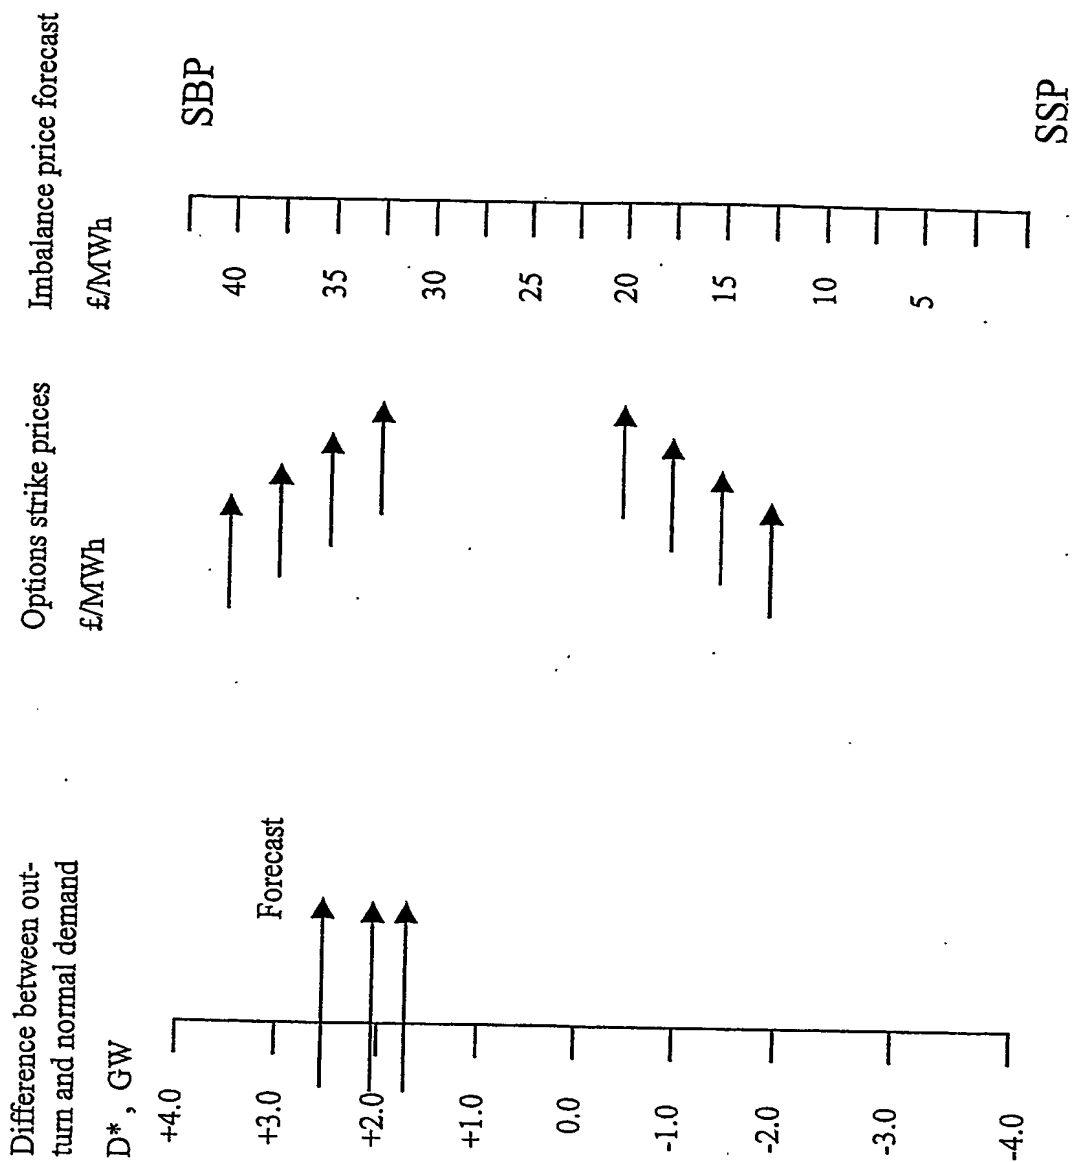 Difference between out-
turn and normal demand
D* , GW
+4.0
+3.0
+2.0
+1.0
0.0
-1.0
-2.0
-3.0
-4.0
Forecast
Options strike prices
£/MWh
Imbalance price forecast
£/MWh
40
35
30
25
20
15
10
5
SBP
SSP